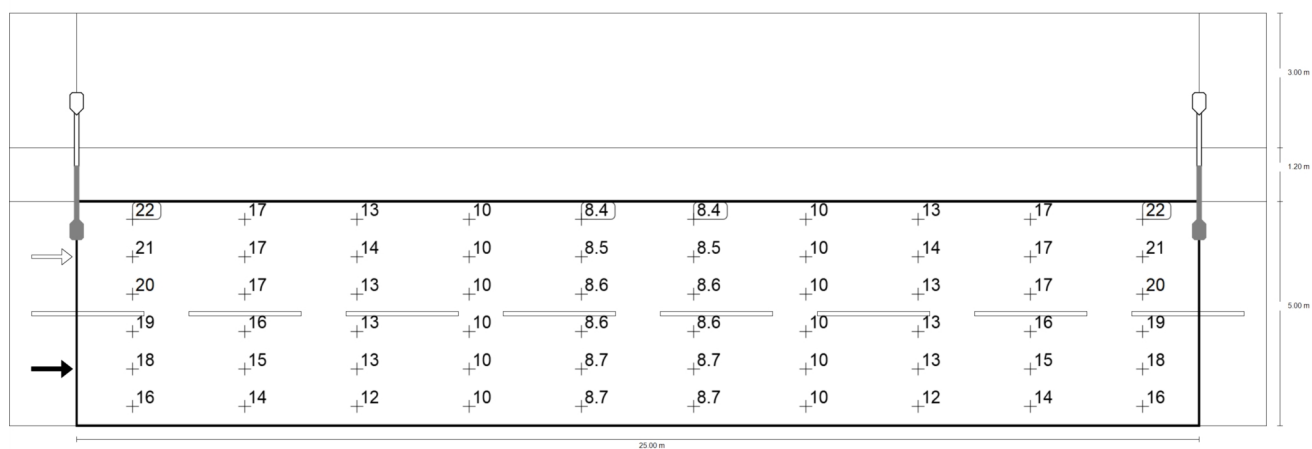 3.00 m
1.20 m
22 17 13 10 8.4 8.4 10 13 17 22
21 17 14 10 8.5 8.5 10 14 17 21
20 17 13 10 8.6 8.6 10 13 17 20
5.00 m
19 16 13 10 8.6 8.6 10 13 16 19
18 15 13 10 8.7 8.7 10 13 15 18
16 14 12 10 8.7 8.7 10 12 14 16
25.00 m